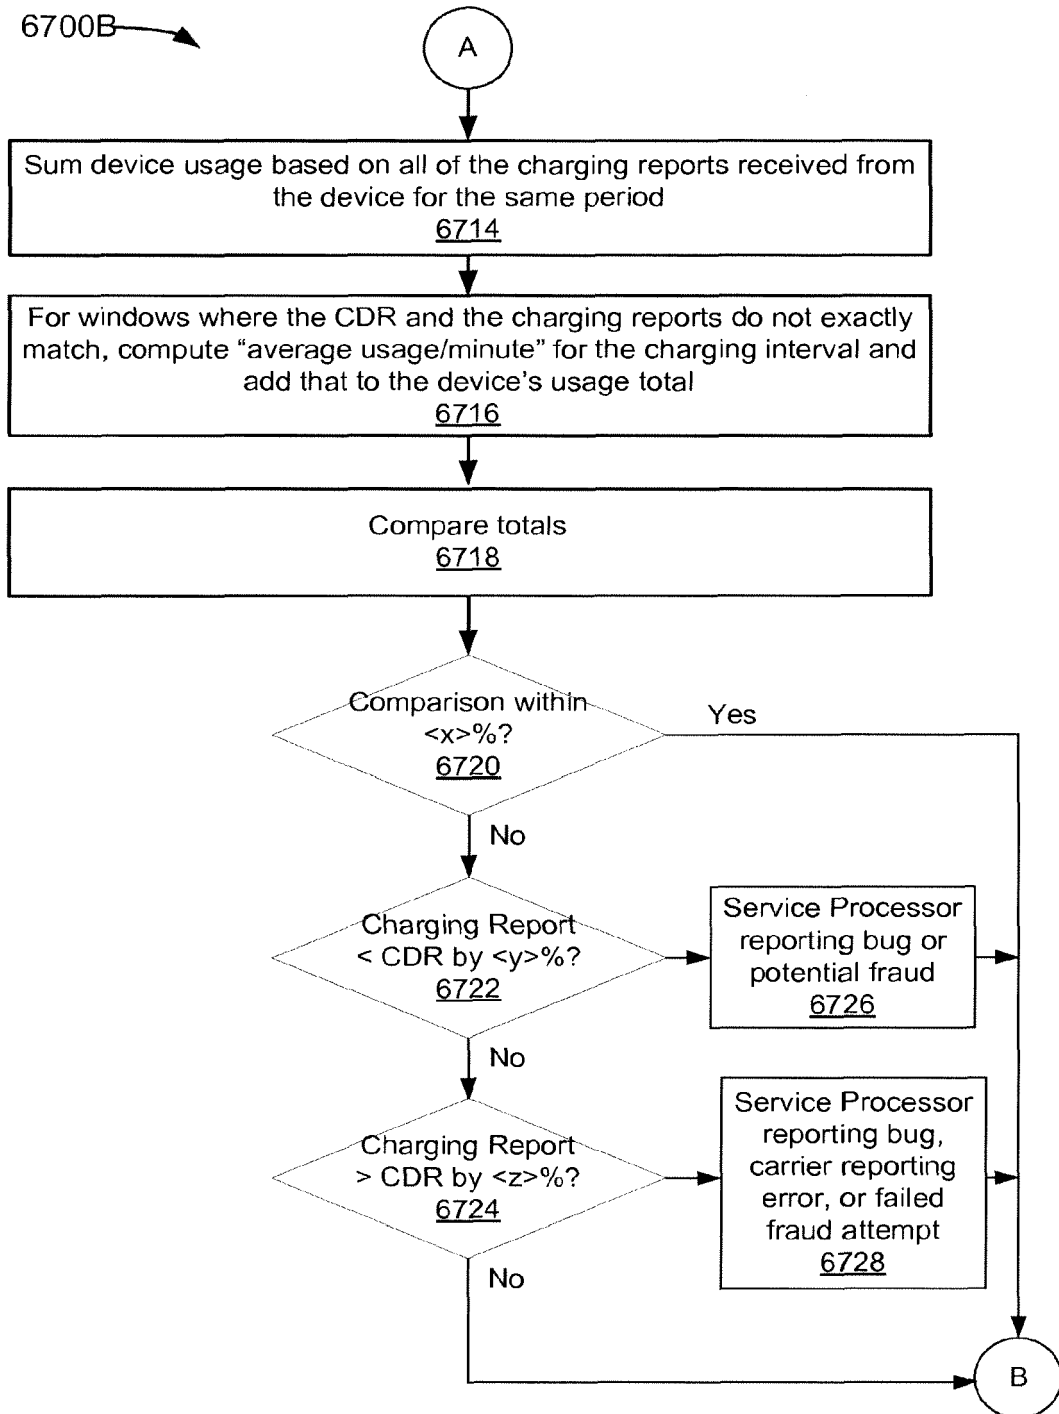 6700B
A
Sum device usage based on all of the charging reports received from
the device for the same period
6714
For windows where the CDR and the charging reports do not exactly
match, compute “average usage/minute” for the charging interval and
add that to the device’s usage total
6716
Compare totals
6718
Comparison within
<x>%?
6720
Yes
No
Charging Report
< CDR by <y>%?
6722
Service Processor
reporting bug or
potential fraud
6726
No
Charging Report
> CDR by <z>%?
6724
Service Processor
reporting bug,
carrier reporting
error, or failed
fraud attempt
6728
No
B